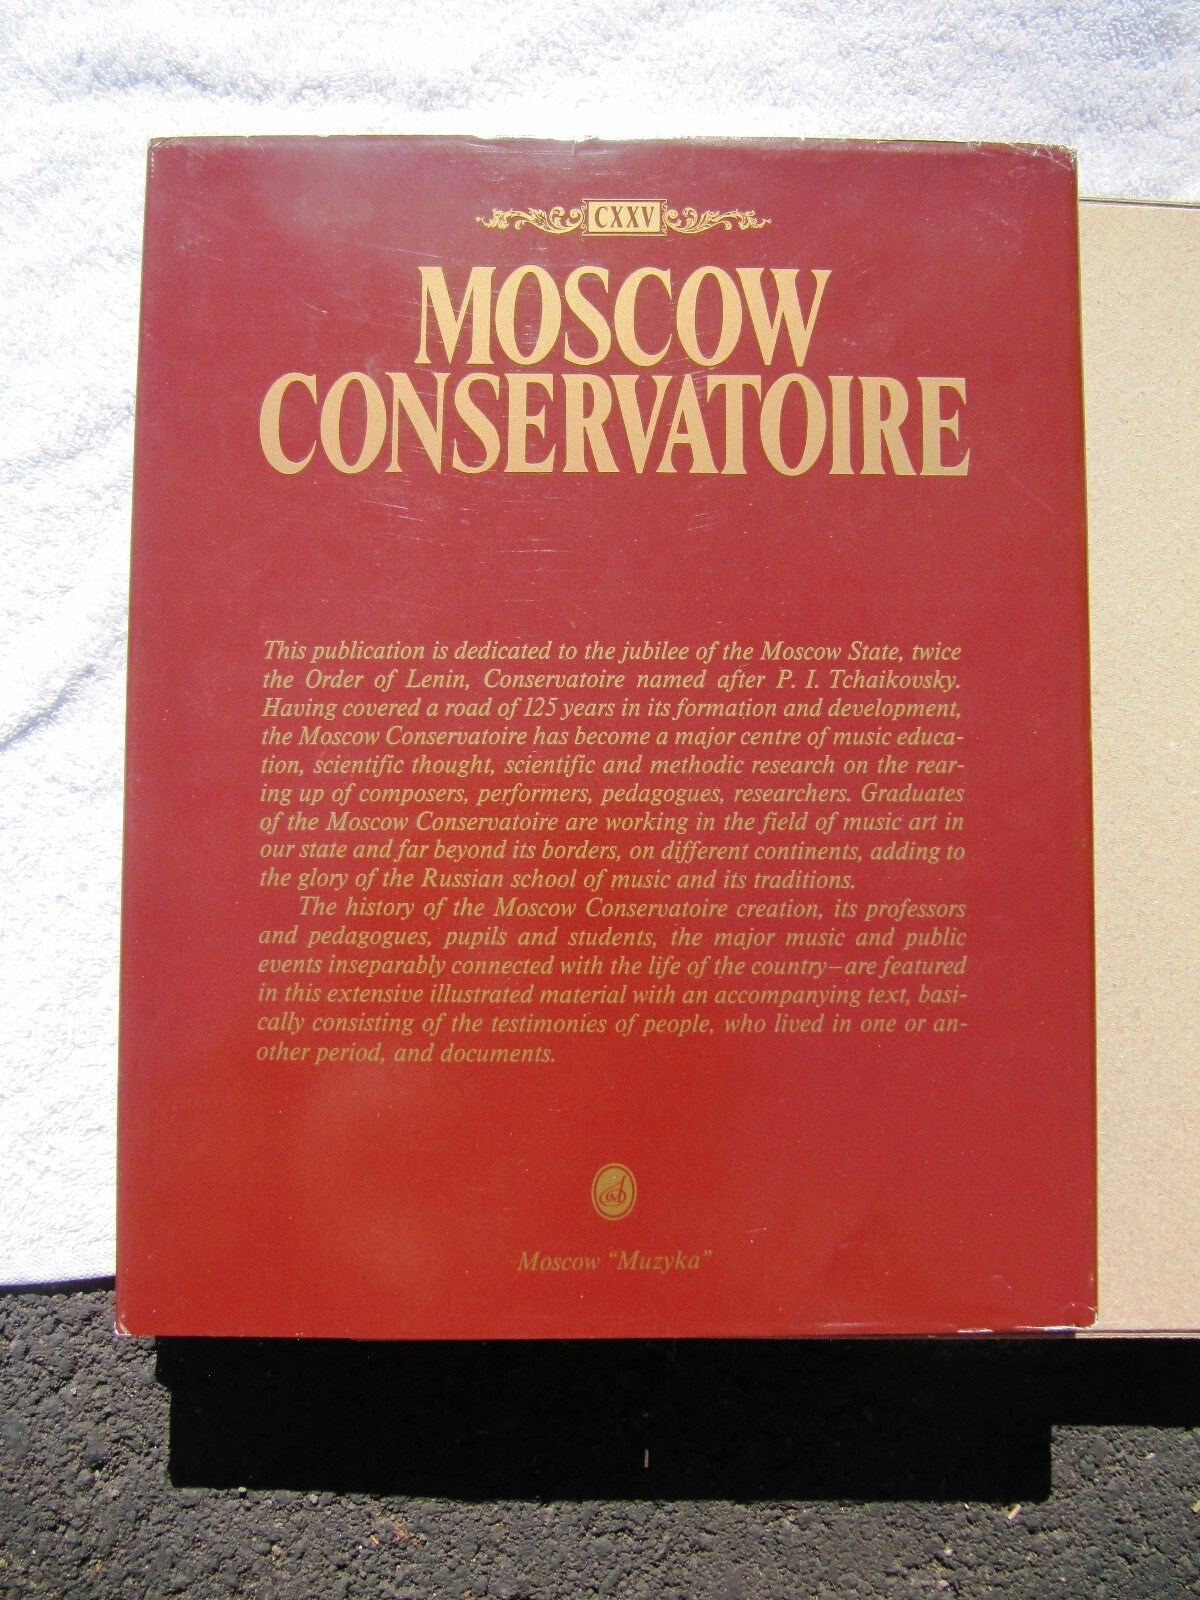 CXXV
MOSCOW
CONSERVATOIRE
This publication is dedicated to the jubilee of the Moscow State, twice
the Order of Lenin, Conservatoire named after P. I. Tchaikovsky.
Having covered a road of 125 years in its formation and development,
the Moscow Conservatoire has become a major centre of music educa-
tion, scientific thought, scientific and methodic research on the rear-
ing up of composers, performers, pedagogues, researchers. Graduates
of the Moscow Conservatoire are working in the field of music art in
our state and far beyond its borders, on different continents, adding to
the glory of the Russian school of music and its traditions.
The history of the Moscow Conservatoire creation, its professors
and pedagogues, pupils and students, the major music and public
events inseparably connected with the life of the country—are featured
in this extensive illustrated material with an accompanying text, basi-
cally consisting of the testimonies of people, who lived in one or an-
other period, and documents.
Moscow "Muzyka"